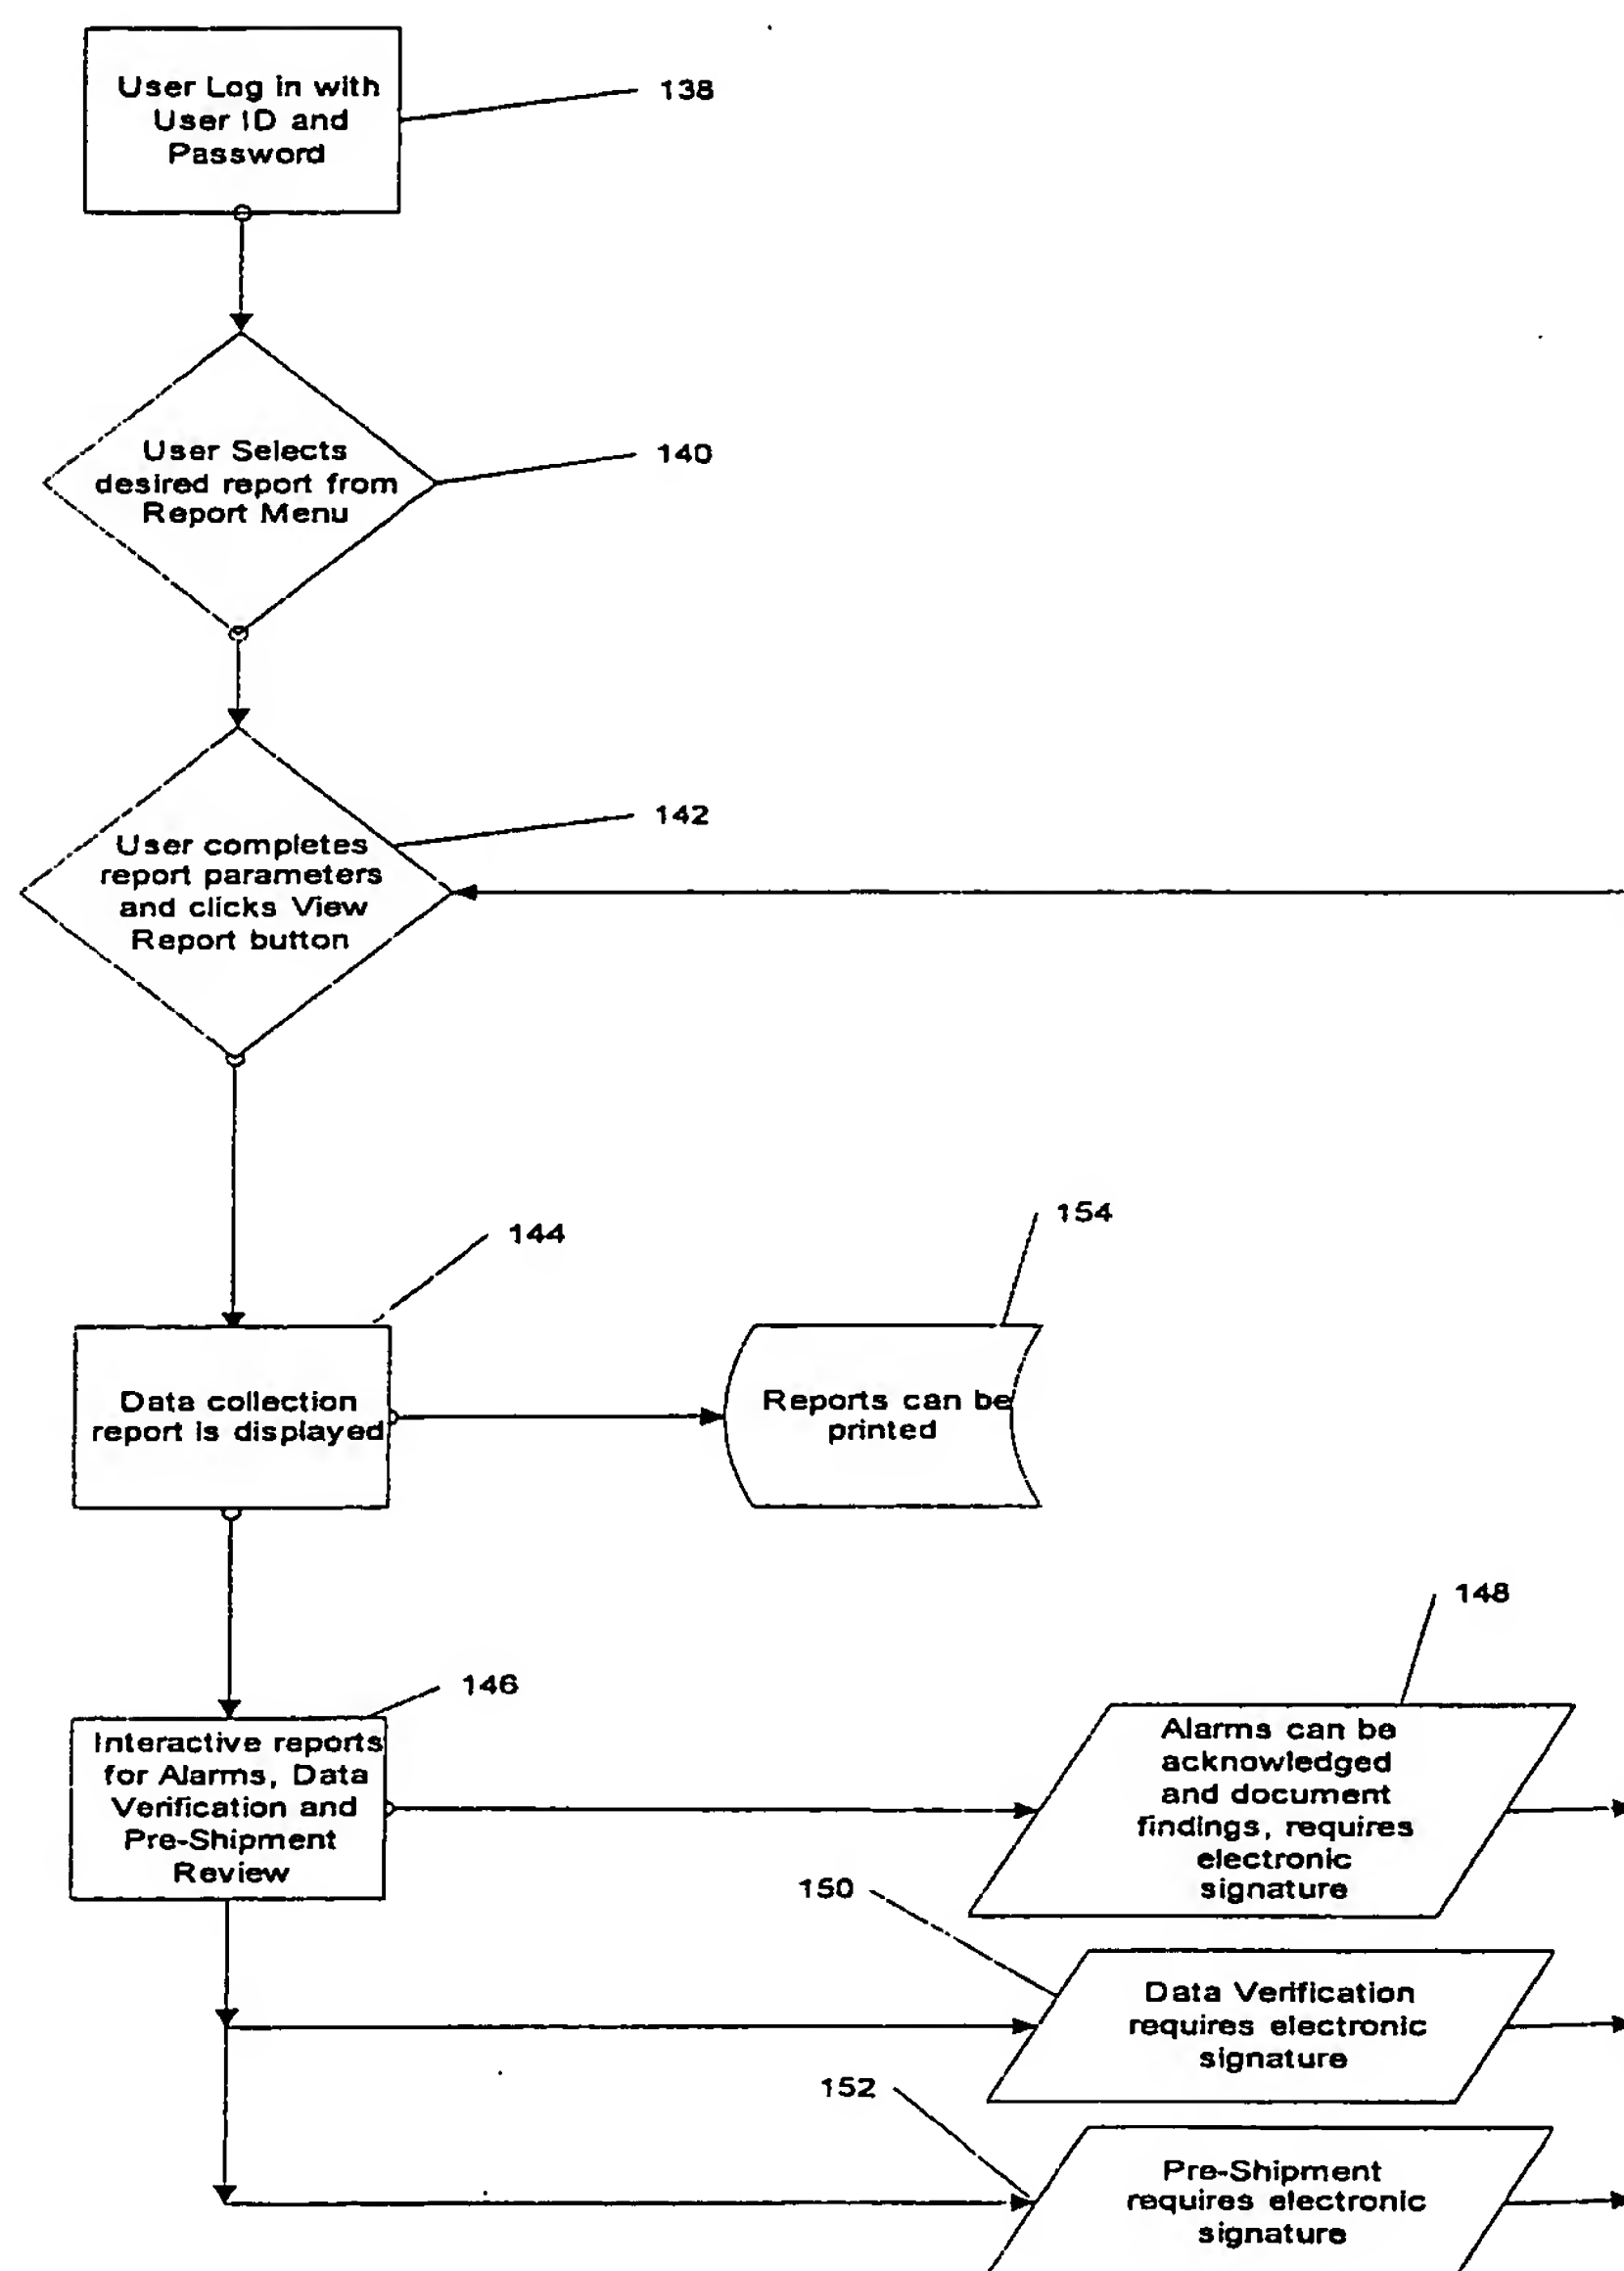 User Log in with
User ID and
Password
138
User Selects
desired report from
Report Menu
140
142
User completes
report parameters
and clicks View
Report button
144
154
Data collection
report is displayed
Reports can be
printed
148
146
Interactive reports
for Alarms, Data
Verification and
Pre-Shipment
Review
Alarms can be
acknowledged
and document
findings, requires
electronic
signature
150
Data Verification
requires electronic
signature
152
Pre-Shipment
requires electronic
signature